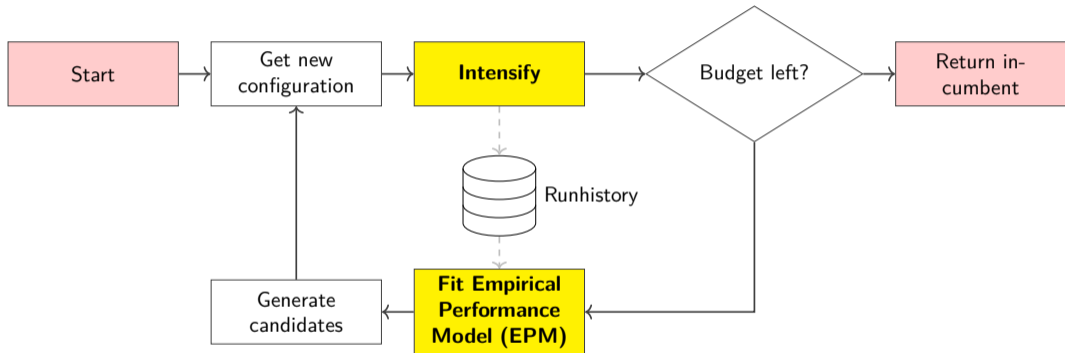 Start
Get new
configuration
Intensify
Budget left?
Return in-
cumbent
Runhistory
Generate
candidates
Fit Empirical
Performance
Model (EPM)